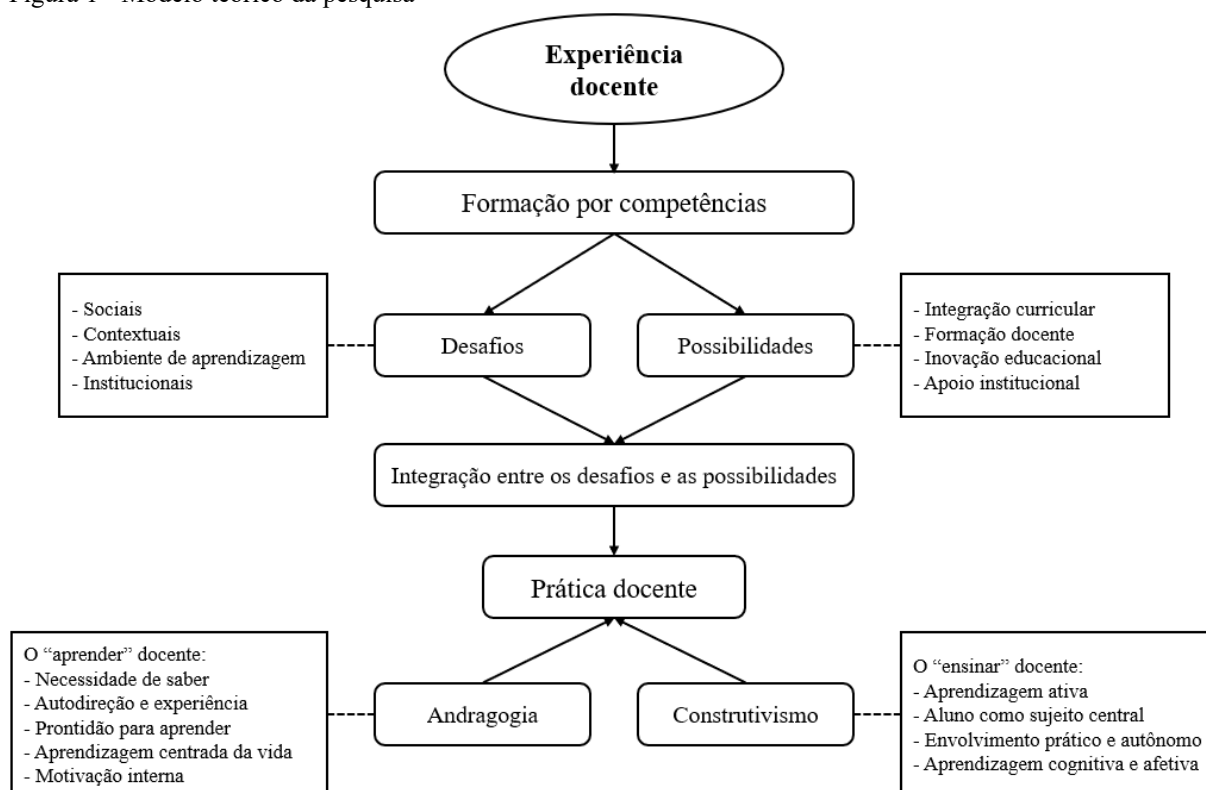 Figura 1 - Modelo teórico da pesquisa
Experiência
docente
Formação por competências
- Sociais
- Contextuais
- Ambiente de aprendizagem
- Institucionais
Desafios
Possibilidades
- Integração curricular
- Formação docente
- Inovação educacional
- Apoio institucional
Integração entre os desafios e as possibilidades
Prática docente
O “aprender” docente:
- Necessidade de saber
- Autodireção e experiência
- Prontidão para aprender
- Aprendizagem centrada da vida
- Motivação interna
Andragogia
Construtivismo
O “ensinar” docente:
- Aprendizagem ativa
- Aluno como sujeito central
- Envolvimento prático e autônomo
- Aprendizagem cognitiva e afetiva